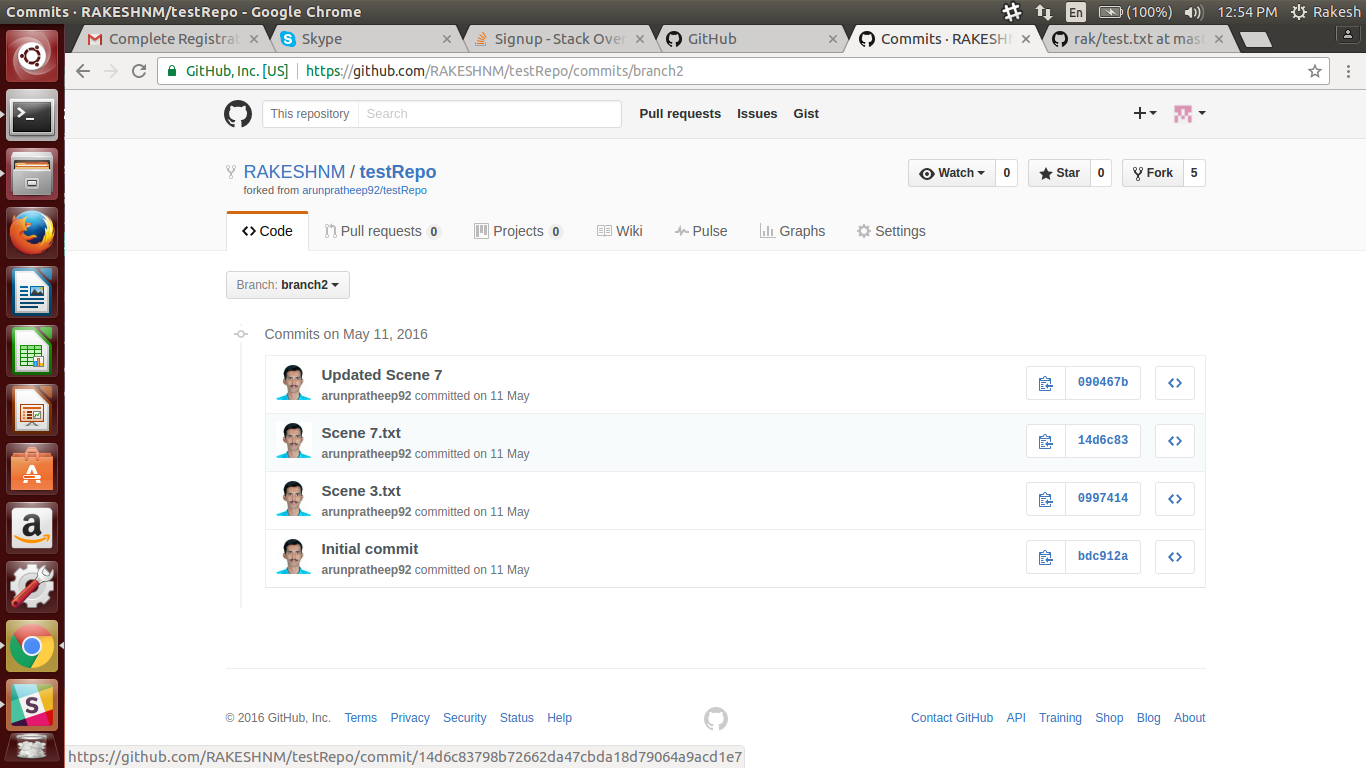 Commits · RAKESHNM/testRepo - Google Chrome
En (100%) 12:54 PM Rakesh
Complete Registra × Skype × Signup - Stack Over × GitHub × Commits · RAKESHN × rak/test.txt at mast ×
GitHub, Inc. [US] https://github.com/RAKESHNM/testRepo/commits/branch2
This repository Search Pull requests Issues Gist
RAKESHNM / testRepo
forked from arunpratheep92/testRepo
Watch 0 Star 0 Fork 5
Code Pull requests 0 Projects 0 Wiki Pulse Graphs Settings
Branch: branch2
Commits on May 11, 2016
Updated Scene 7
arunpratheep92 committed on 11 May
090467b
Scene 7.txt
arunpratheep92 committed on 11 May
14d6c83
Scene 3.txt
arunpratheep92 committed on 11 May
0997414
Initial commit
arunpratheep92 committed on 11 May
bdc912a
© 2016 GitHub, Inc. Terms Privacy Security Status Help
Contact GitHub API Training Shop Blog About
https://github.com/RAKESHNM/testRepo/commit/14d6c83798b72662da47cbda18d79064a9acd1e7